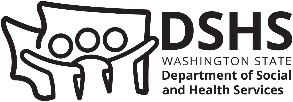 DSHS
WASHINGTON STATE
Department of Social
and Health Services